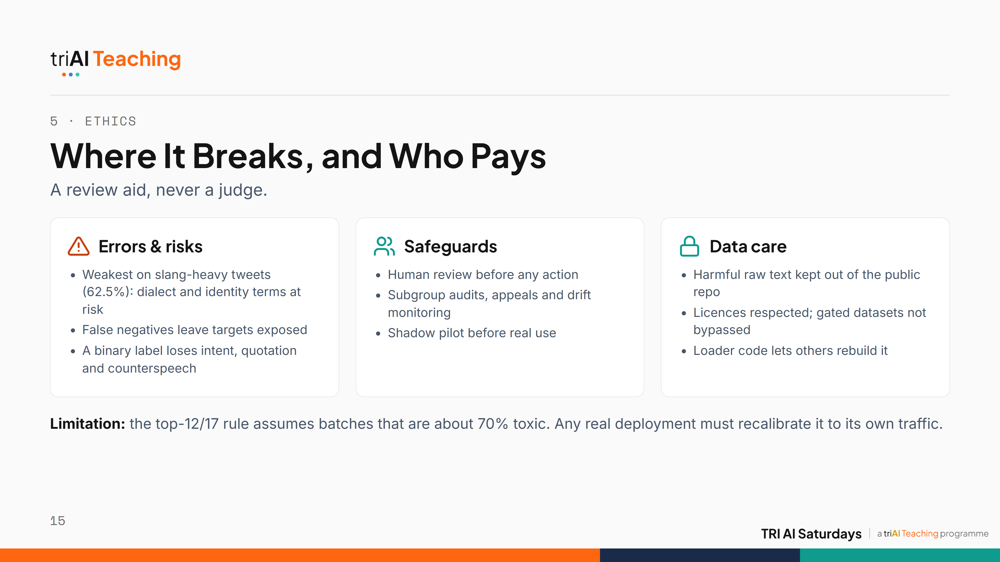 triAI Teaching
5 · ETHICS
Where It Breaks, and Who Pays
A review aid, never a judge.
Errors & risks
• Weakest on slang-heavy tweets
(62.5%): dialect and identity terms at
risk
• False negatives leave targets exposed
• A binary label loses intent, quotation
and counterspeech
Safeguards
• Human review before any action
• Subgroup audits, appeals and drift
monitoring
• Shadow pilot before real use
Data care
• Harmful raw text kept out of the public
repo
• Licences respected; gated datasets not
bypassed
• Loader code lets others rebuild it
Limitation: the top-12/17 rule assumes batches that are about 70% toxic. Any real deployment must recalibrate it to its own traffic.
15
TRI AI Saturdays | a triAI Teaching programme